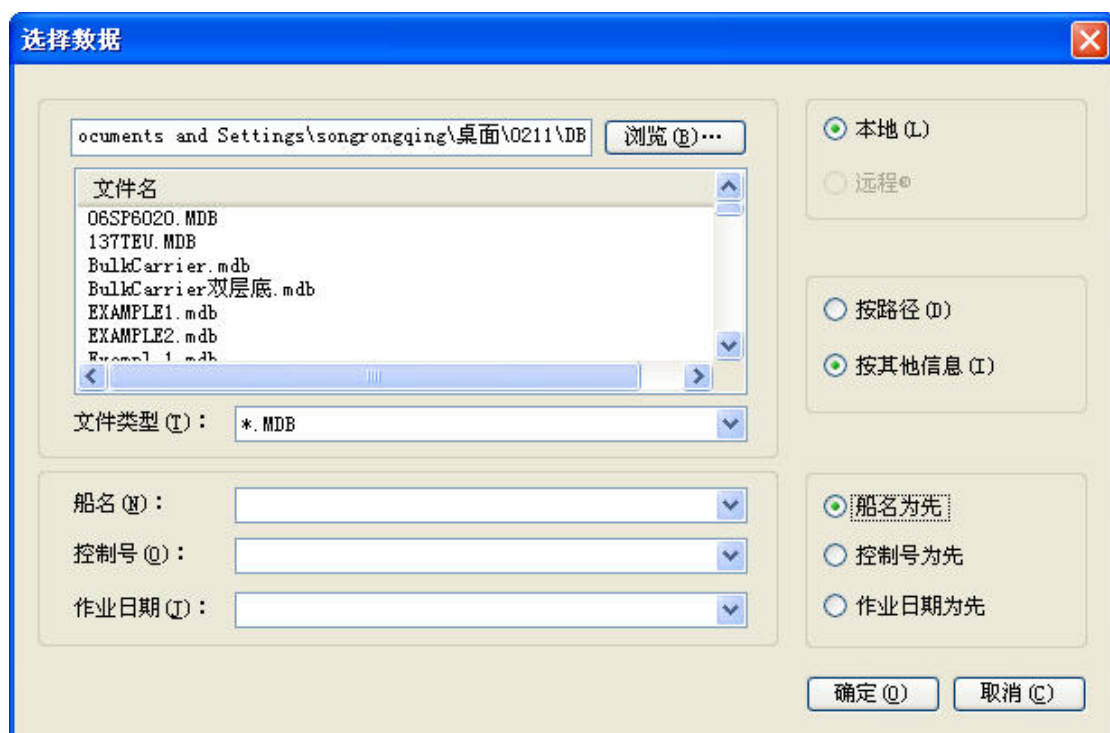 选择数据
ocuments and Settings\songrongqing\桌面\0211\DB
浏览(B)…
文件名
06SP6020.MDB
137TEU.MDB
BulkCarrier.mdb
BulkCarrier双层底.mdb
EXAMPLE1.mdb
EXAMPLE2.mdb
文件类型(T)：
*.MDB
船名(N)：
控制号(O)：
作业日期(J)：
本地(L)
远程®
按路径(D)
按其他信息(I)
船名为先
控制号为先
作业日期为先
确定(O)
取消(C)